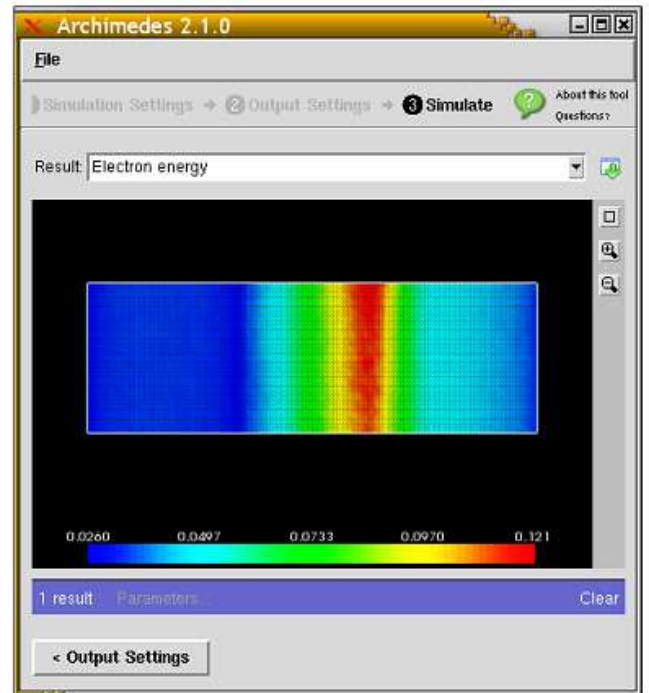 Archimedes 2.1.0
File
Simulation Settings → 2 Output Settings → 3 Simulate
? About this tool
Questions?
Result: Electron energy
0.0260 0.0497 0.0733 0.0970 0.121
1 result Parameters... Clear
< Output Settings